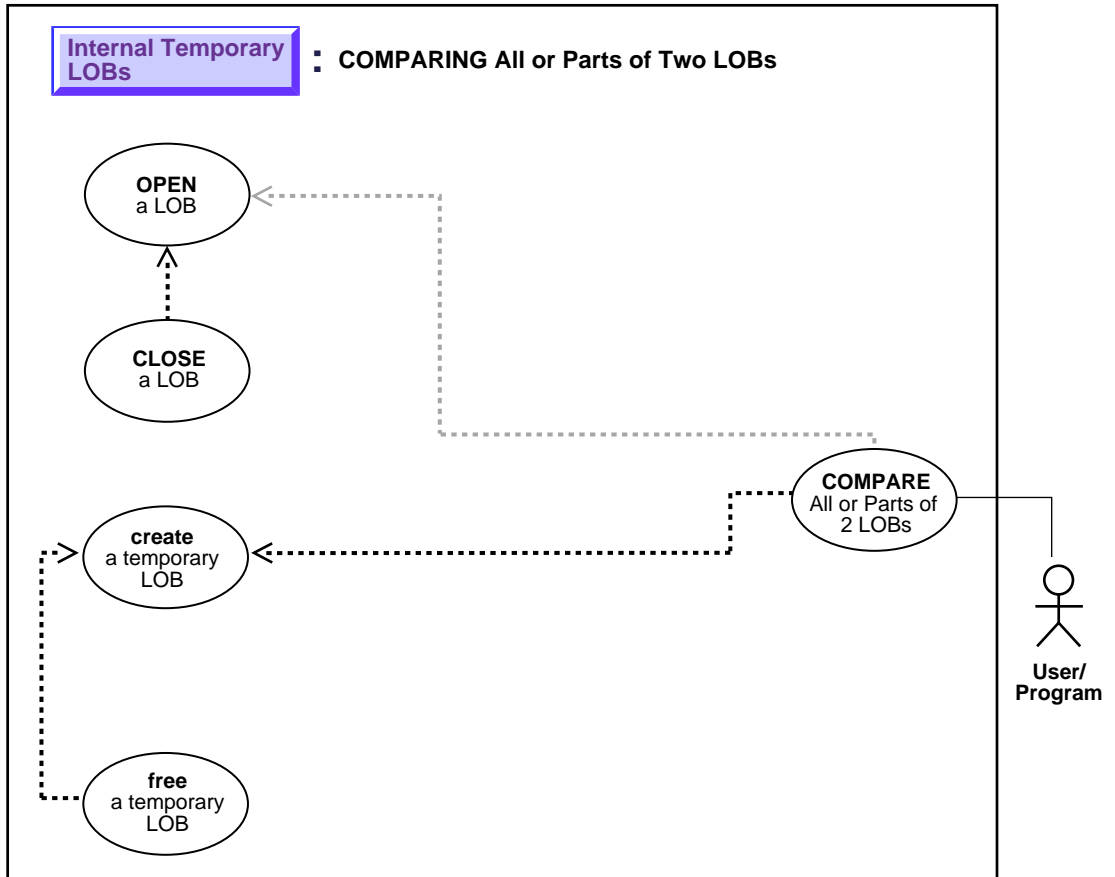 Internal Temporary
LOBs
: COMPARING All or Parts of Two LOBs
OPEN
a LOB
CLOSE
a LOB
COMPARE
All or Parts of
2 LOBs
create
a temporary
LOB
User/
Program
free
a temporary
LOB